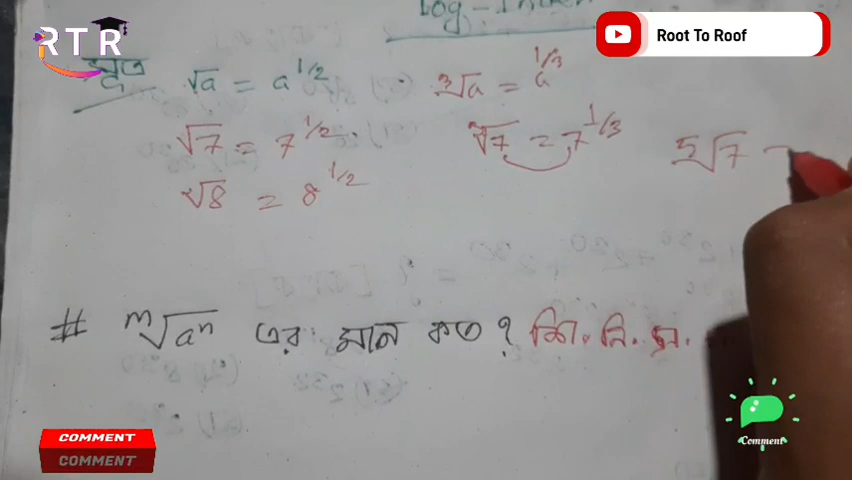 Log-Index
RTR
Root To Roof
সূত্র
√a = a^1/2
∛a = a^1/3
√7 = 7^1/2
∛7 = 7^1/3
⁵√7 =
√8 = 8^1/2
# ᵐ√aⁿ এর মান কত? শি. নি. প্র.
COMMENT
COMMENT
Comment